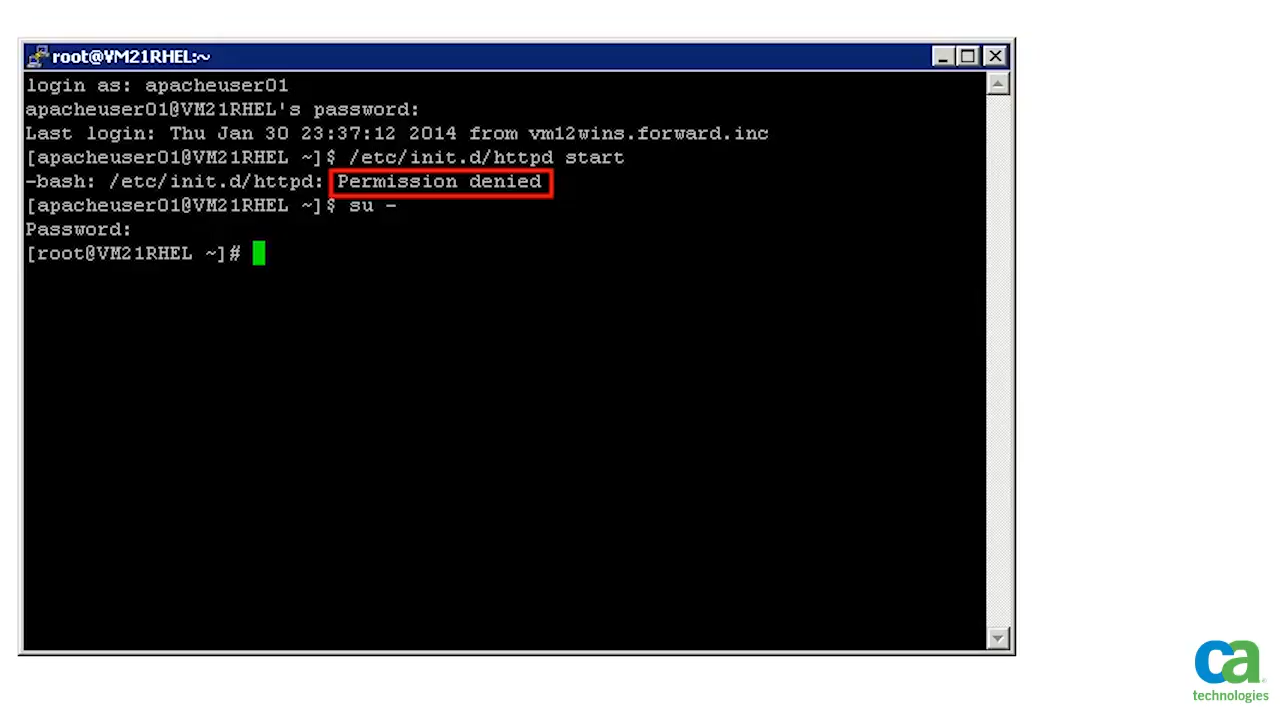 root@VM21RHEL:~
login as: apacheuser01
apacheuser01@VM21RHEL's password:
Last login: Thu Jan 30 23:37:12 2014 from vm12wins.forward.inc
[apacheuser01@VM21RHEL ~]$ /etc/init.d/httpd start
-bash: /etc/init.d/httpd: Permission denied
[apacheuser01@VM21RHEL ~]$ su -
Password:
[root@VM21RHEL ~]#
ca
technologies